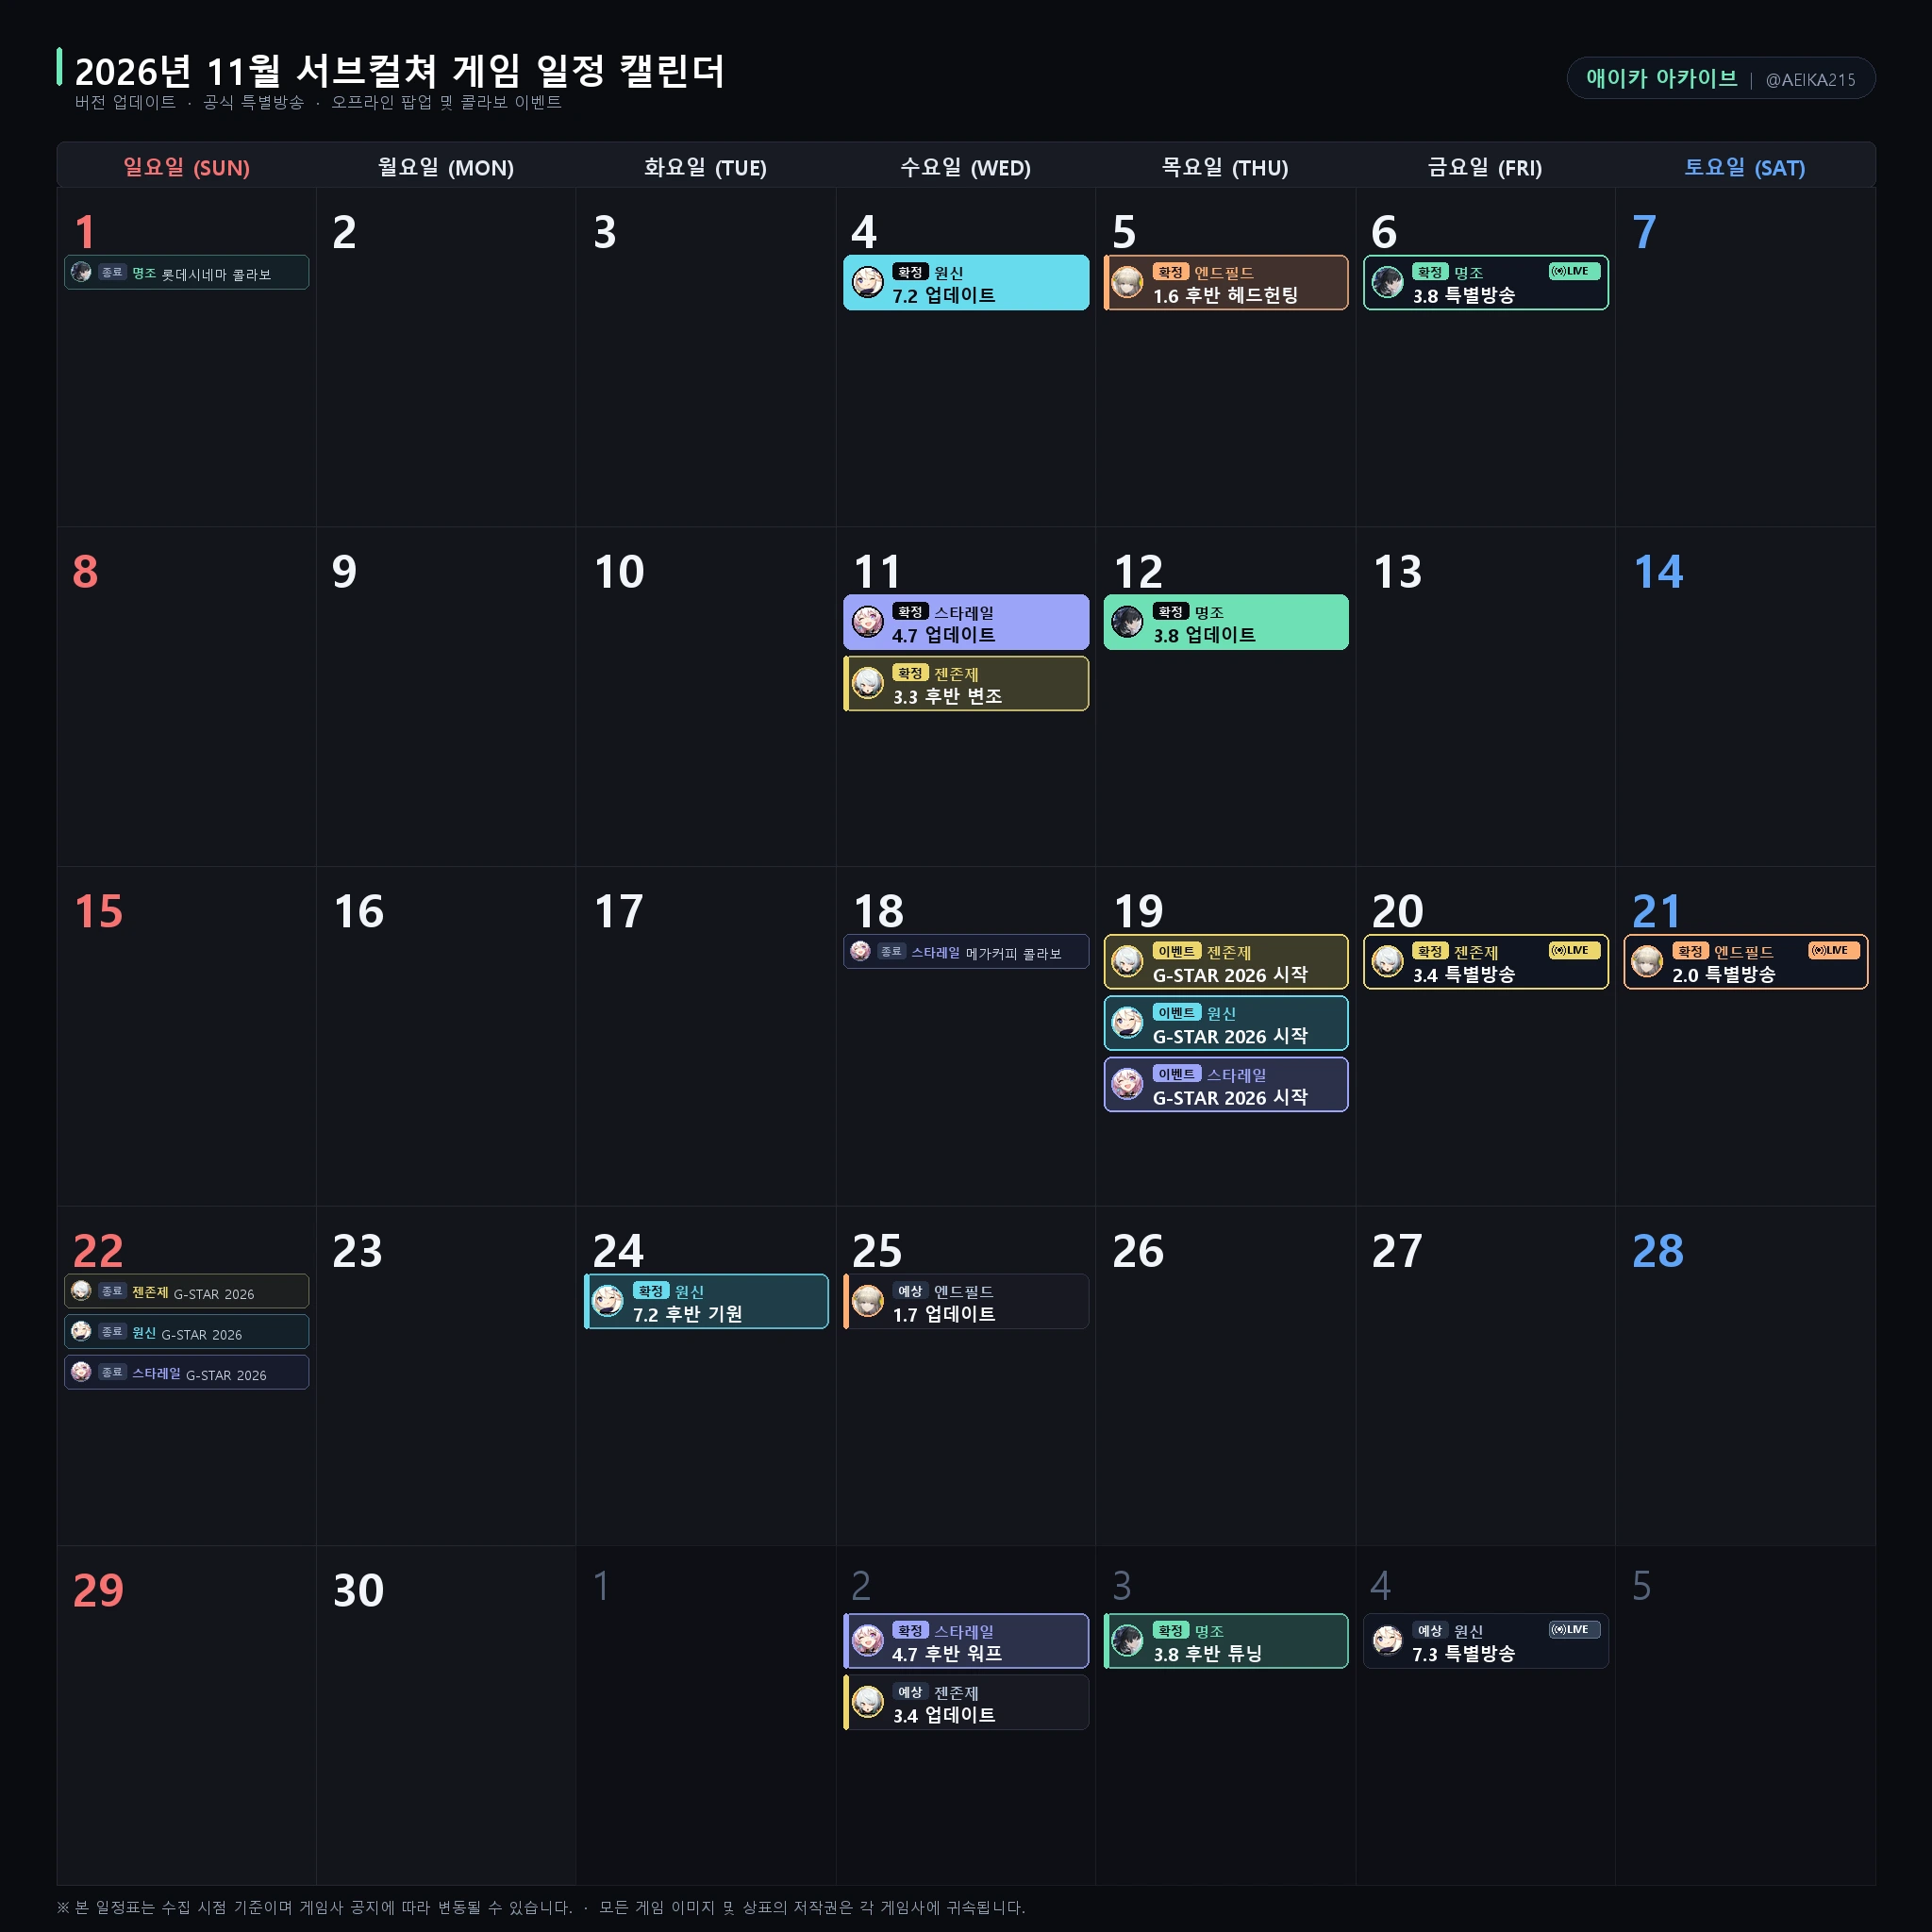 2026년 11월 서브컬쳐 게임 일정 캘린더
버전 업데이트 · 공식 특별방송 · 오프라인 팝업 및 콜라보 이벤트
애이카 아카이브 | @AEIKA215
일요일 (SUN) 월요일 (MON) 화요일 (TUE) 수요일 (WED) 목요일 (THU) 금요일 (FRI) 토요일 (SAT)
1
종료 명조 롯데시네마 콜라보
2
3
4
확정 원신
7.2 업데이트
5
확정 엔드필드
1.6 후반 헤드헌팅
6
확정 명조 LIVE
3.8 특별방송
7
8
9
10
11
확정 스타레일
4.7 업데이트
확정 젠존제
3.3 후반 변조
12
확정 명조
3.8 업데이트
13
14
15
16
17
18
종료 스타레일 메가커피 콜라보
19
이벤트 젠존제
G-STAR 2026 시작
이벤트 원신
G-STAR 2026 시작
이벤트 스타레일
G-STAR 2026 시작
20
확정 젠존제 LIVE
3.4 특별방송
21
확정 엔드필드 LIVE
2.0 특별방송
22
종료 젠존제 G-STAR 2026
종료 원신 G-STAR 2026
종료 스타레일 G-STAR 2026
23
24
확정 원신
7.2 후반 기원
25
예상 엔드필드
1.7 업데이트
26
27
28
29
30
1
2
확정 스타레일
4.7 후반 워프
예상 젠존제
3.4 업데이트
3
확정 명조
3.8 후반 튜닝
4
예상 원신 LIVE
7.3 특별방송
5
※ 본 일정표는 수집 시점 기준이며 게임사 공지에 따라 변동될 수 있습니다. · 모든 게임 이미지 및 상표의 저작권은 각 게임사에 귀속됩니다.